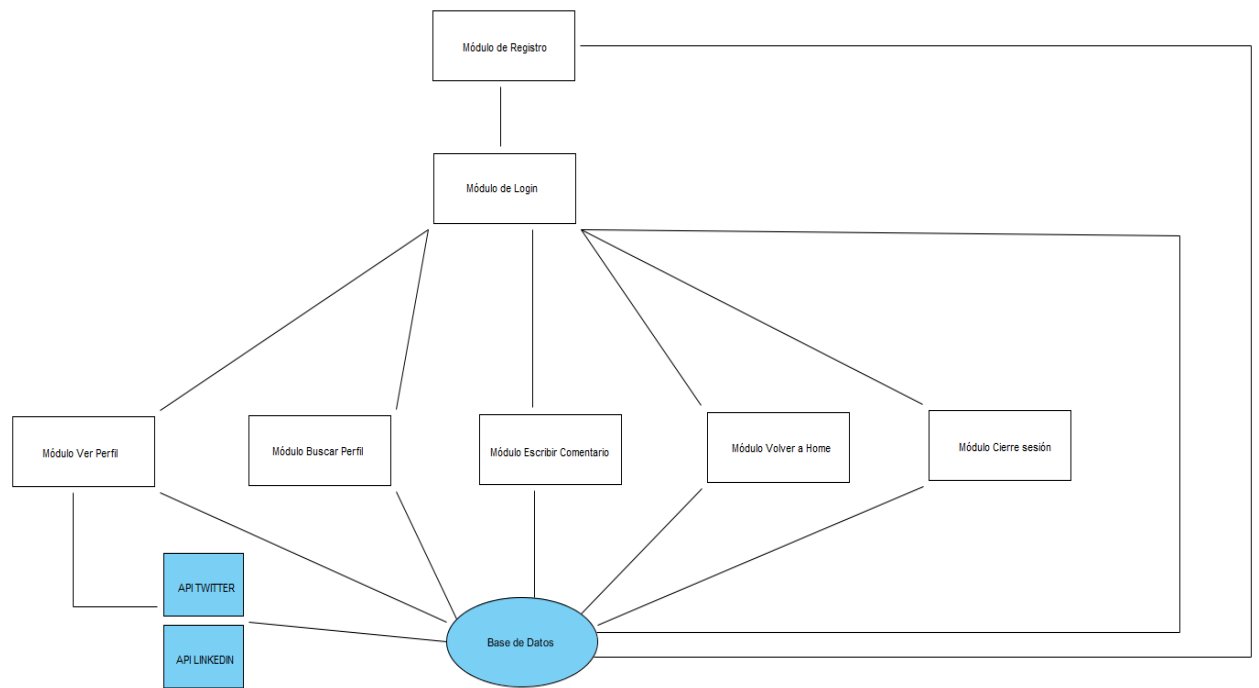 Módulo de Registro
Módulo de Login
Módulo Ver Perfil
Módulo Buscar Perfil
Módulo Escribir Comentario
Módulo Volver a Home
Módulo Cierre sesión
API TWITTER
Base de Datos
API LINKEDIN